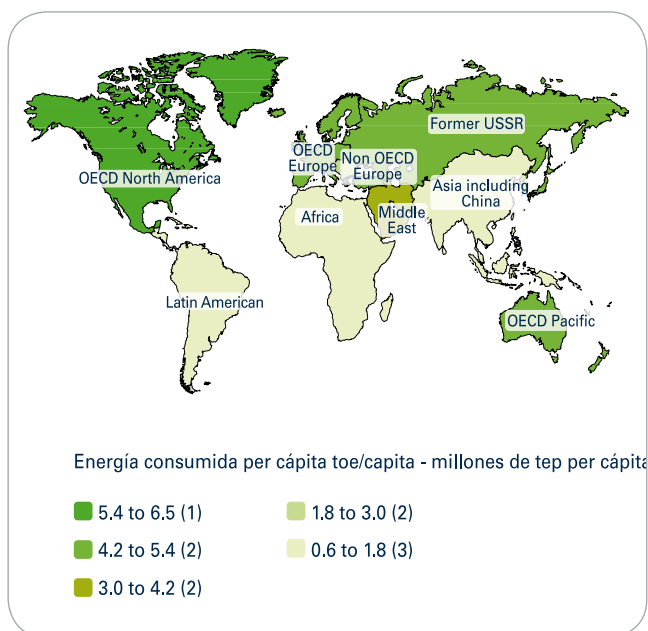 Former USSR
OECD
Europe
Non OECD
Europe
OECD North America
Asia including
China
Africa
Middle
East
Latin American
OECD Pacific
Energía consumida per cápita toe/capita - millones de tep per cápita
5.4 to 6.5 (1)
1.8 to 3.0 (2)
4.2 to 5.4 (2)
0.6 to 1.8 (3)
3.0 to 4.2 (2)